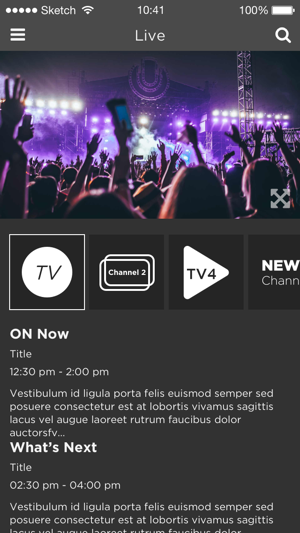 Sketch 10:41 100%
Live
TV
Channel 2
TV4
NEW
Chann
ON Now
Title
12:30 pm - 2:00 pm
Vestibulum id ligula porta felis euismod semper sed
posuere consectetur est at lobortis vivamus sagittis
lacus vel augue laoreet rutrum faucibus dolor
auctorsfv...
What's Next
Title
02:30 pm - 04:00 pm
Vestibulum id ligula porta felis euismod semper sed
posuere consectetur est at lobortis vivamus sagittis
lacus vel augue laoreet rutrum faucibus dolor